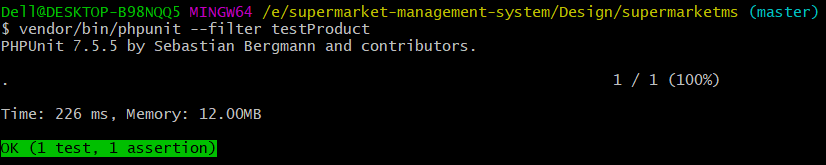 Dell@DESKTOP-B98NQQ5 MINGW64 /e/supermarket-management-system/Design/supermarketms (master)
$ vendor/bin/phpunit --filter testProduct
PHPUnit 7.5.5 by Sebastian Bergmann and contributors.
. 1 / 1 (100%)
Time: 226 ms, Memory: 12.00MB
OK (1 test, 1 assertion)